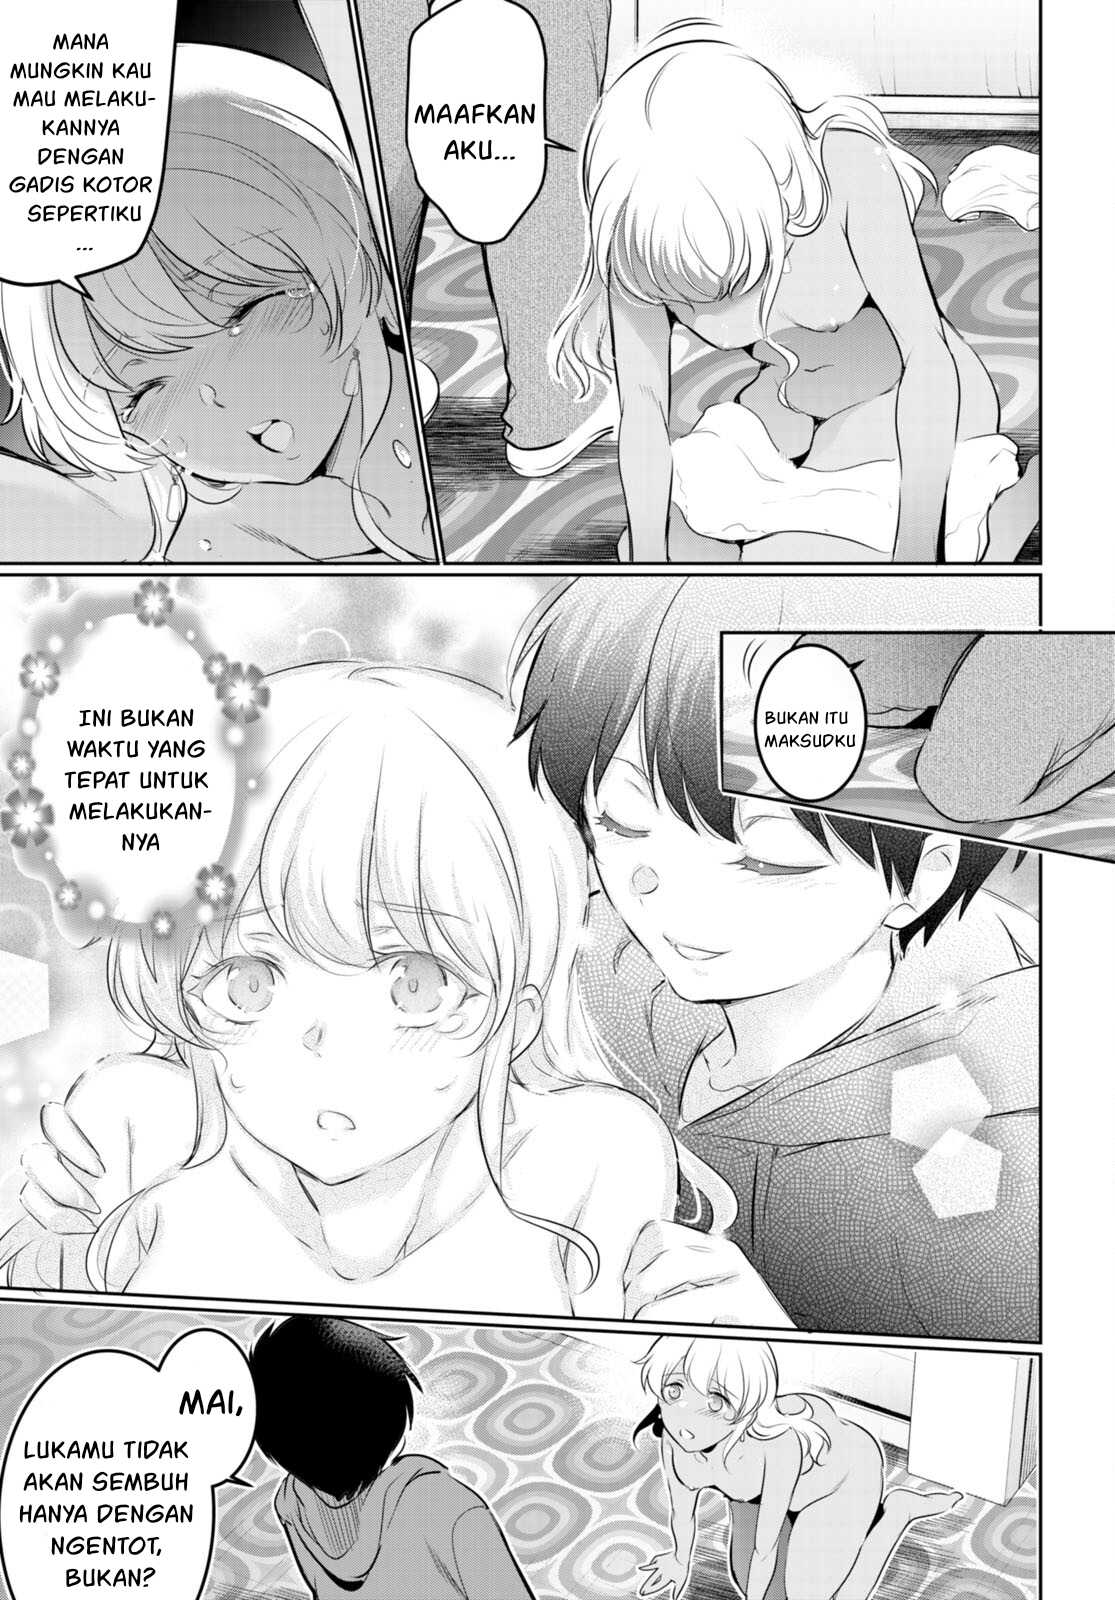 MAAFKAN
AKU...
MANA
MUNGKIN KAU
MAU MELAKU-
KANNYA
DENGAN
GADIS KOTOR
SEPERTIKU
...
BUKAN ITU
MAKSUDKU
INI BUKAN
WAKTU YANG
TEPAT UNTUK
MELAKUKAN-
NYA
MAI,
LUKAMU TIDAK
AKAN SEMBUH
HANYA DENGAN
NGENTOT,
BUKAN?